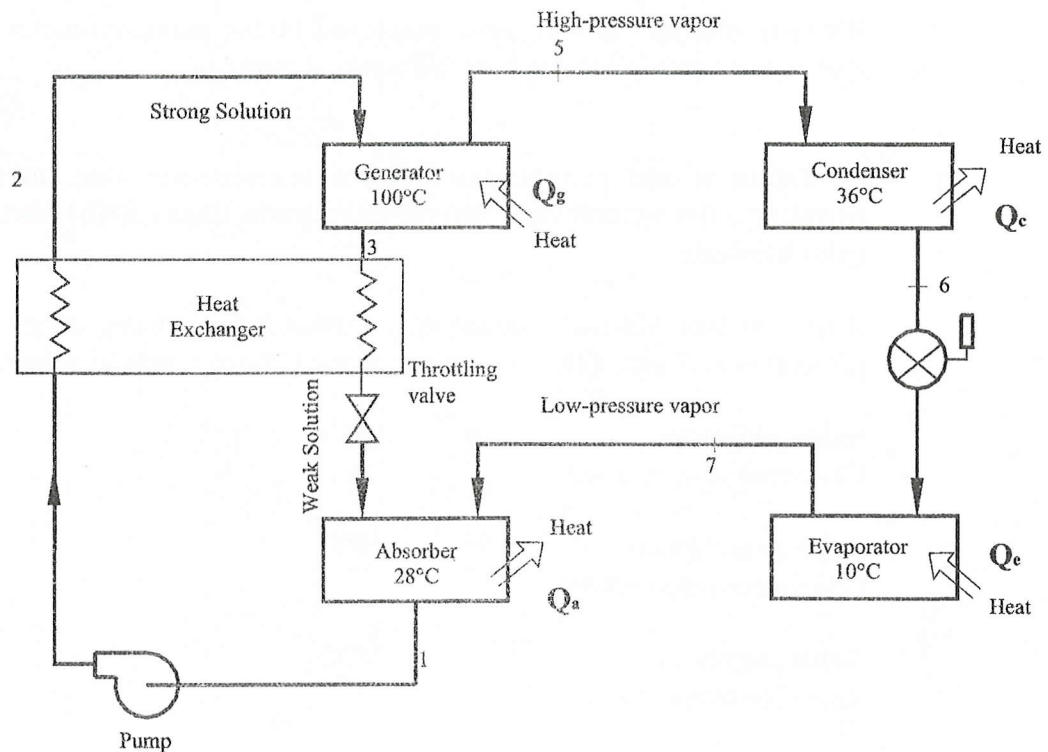 High-pressure vapor
5
Strong Solution
2
Generator
100°C
Qg
Heat
Condenser
36°C
Heat
Qc
3
Heat
Exchanger
6
Throttling
valve
Weak Solution
Low-pressure vapor
7
Absorber
28°C
Heat
Qa
Evaporator
10°C
Qe
Heat
1
Pump